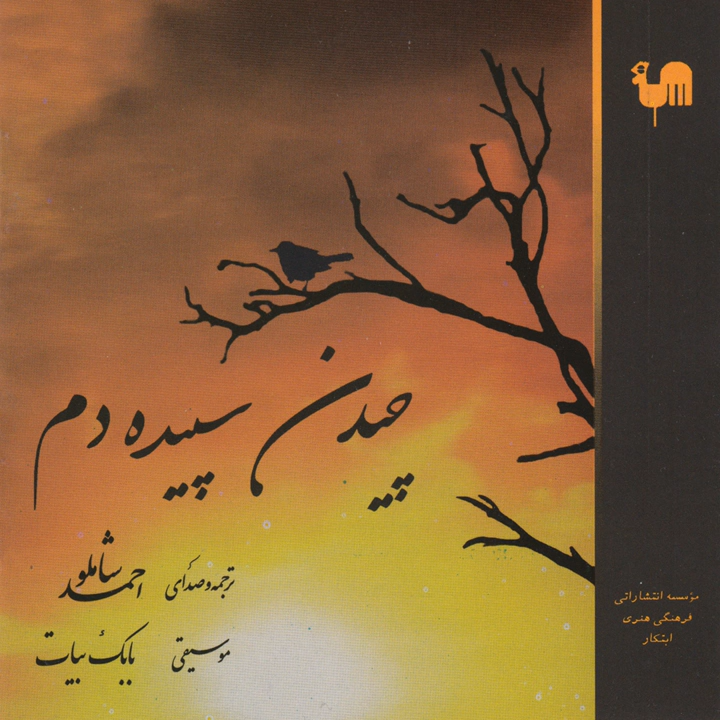 چیدن سپیده دم
ترجمه و صدای احمد شاملو
موسیقی بابک بیات
مؤسسه انتشاراتی
فرهنگی هنری
ابتکار